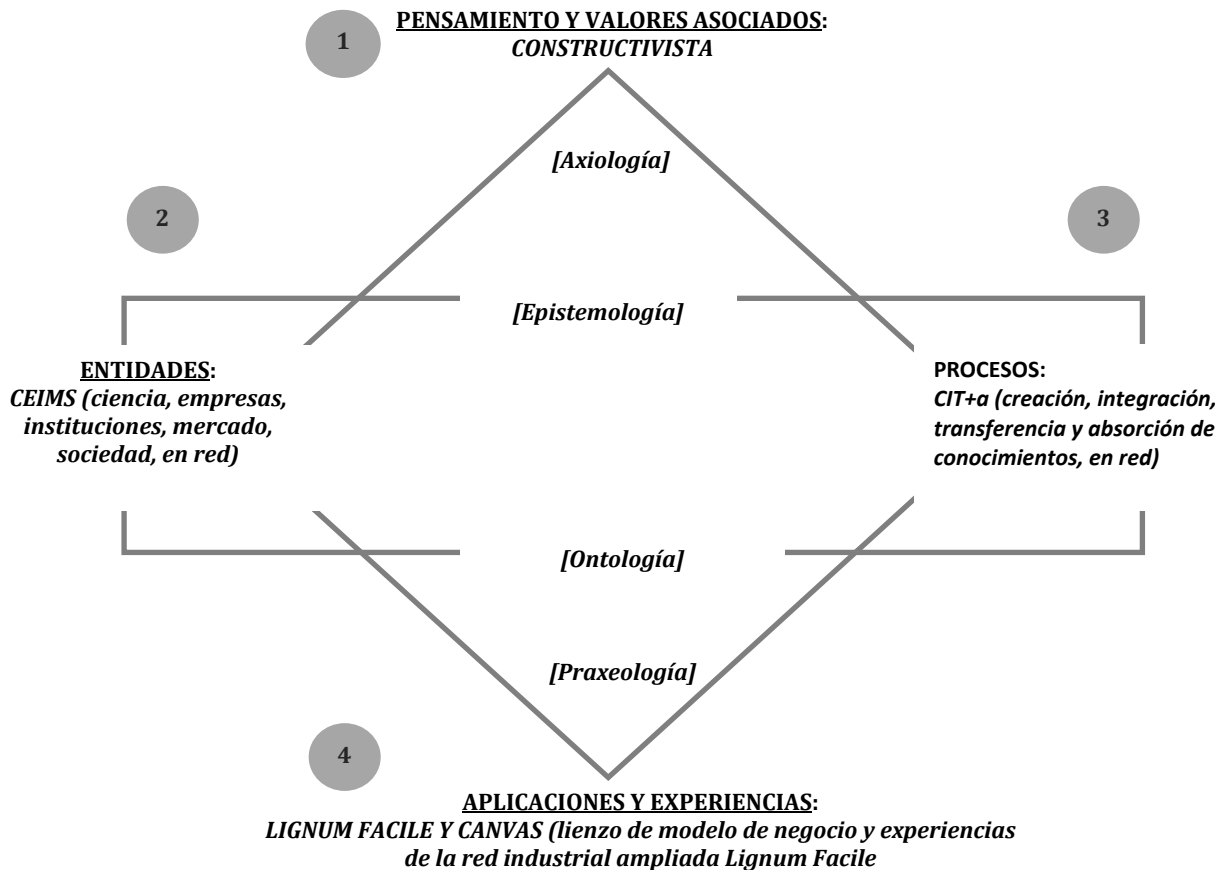 1
PENSAMIENTO Y VALORES ASOCIADOS:
CONSTRUCTIVISTA
[Axiología]
2
3
[Epistemología]
ENTIDADES:
CEIMS (ciencia, empresas,
instituciones, mercado,
sociedad, en red)
PROCESOS:
CIT+a (creación, integración,
transferencia y absorción de
conocimientos, en red)
[Ontología]
[Praxeología]
4
APLICACIONES Y EXPERIENCIAS:
LIGNUM FACILE Y CANVAS (lienzo de modelo de negocio y experiencias
de la red industrial ampliada Lignum Facile